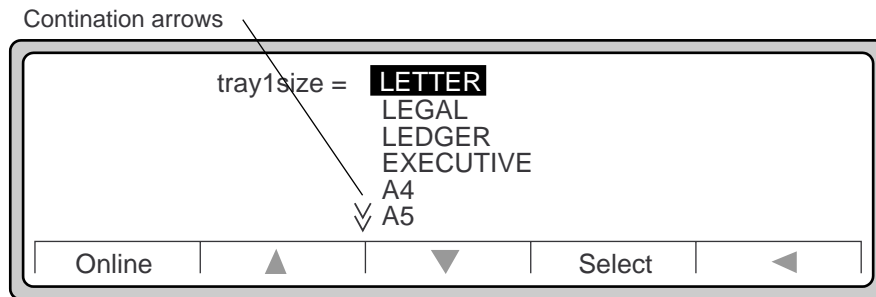 Contination arrows
tray1size = LETTER
LEGAL
LEDGER
EXECUTIVE
A4
A5
Online Select